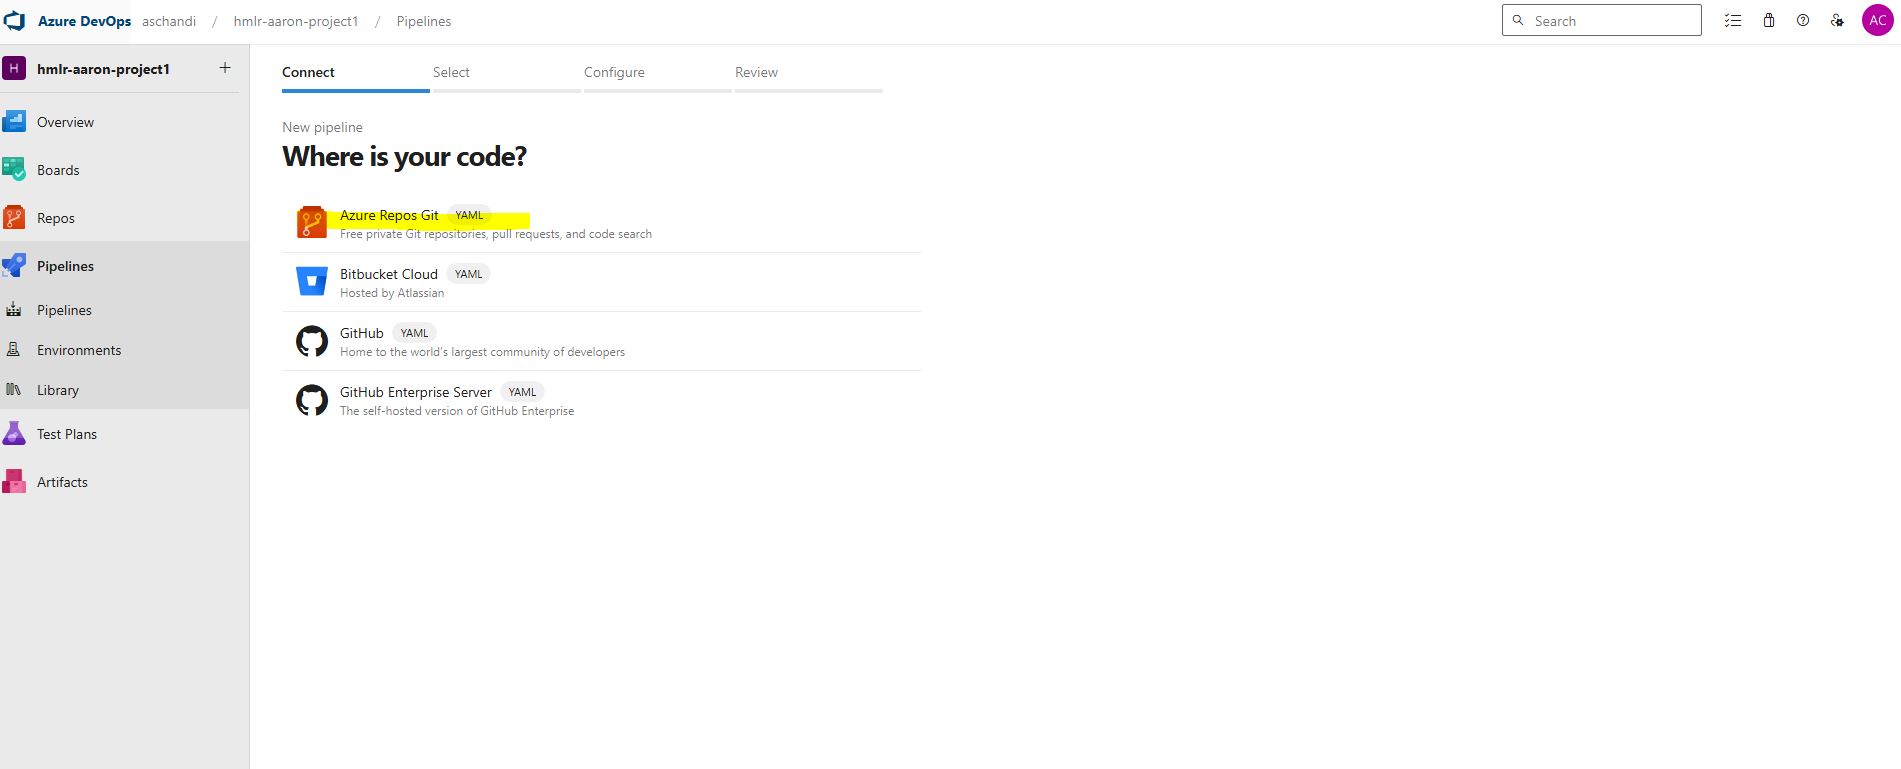 Azure DevOps aschandi / hmlr-aaron-project1 / Pipelines Search AC
H hmlr-aaron-project1 +
Overview
Boards
Repos
Pipelines
Pipelines
Environments
Library
Test Plans
Artifacts
Connect Select Configure Review
New pipeline
Where is your code?
Azure Repos Git YAML
Free private Git repositories, pull requests, and code search
Bitbucket Cloud YAML
Hosted by Atlassian
GitHub YAML
Home to the world's largest community of developers
GitHub Enterprise Server YAML
The self-hosted version of GitHub Enterprise